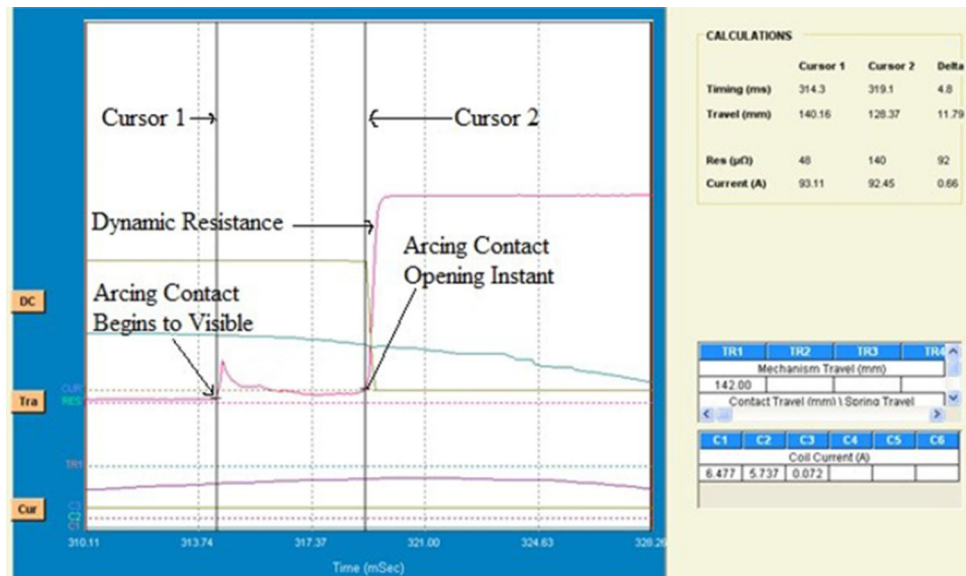 Cursor 1
Cursor 2
Dynamic Resistance
Arcing Contact
Opening Instant
Arcing Contact
Begins to Visible
DC
Tra
Cur
CUR
RES
TR1
C2
C1
310.11 313.74 317.37 321.00 324.63 328.26
Time (mSec)
CALCULATIONS
Cursor 1 Cursor 2 Delta
Timing (ms) 314.3 319.1 4.8
Travel (mm) 140.16 128.37 11.79
Res (µΩ) 48 140 92
Current (A) 93.11 92.45 0.66
TR1 TR2 TR3 TR4
Mechanism Travel (mm)
142.00
Contact Travel (mm) \ Spring Travel
C1 C2 C3 C4 C5 C6
Coil Current (A)
6.477 5.737 0.072